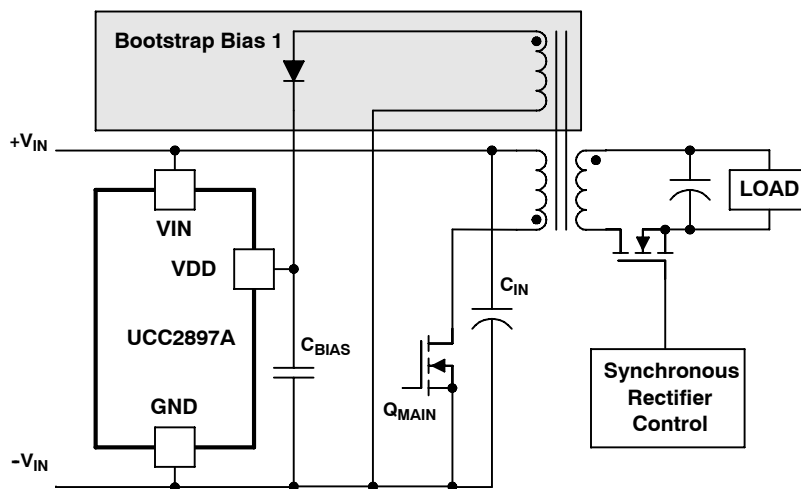 Bootstrap Bias 1
+VIN
VIN
VDD
UCC2897A
GND
-VIN
CBIAS
QMAIN
CIN
LOAD
Synchronous
Rectifier
Control